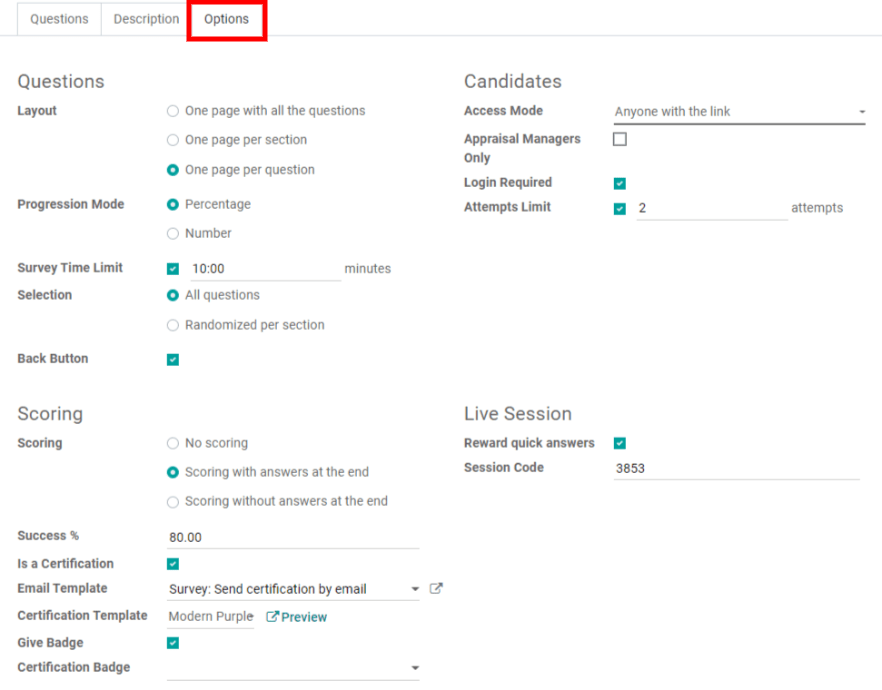 Questions Description Options
Questions
Layout One page with all the questions
One page per section
One page per question
Progression Mode Percentage
Number
Survey Time Limit 10:00 minutes
Selection All questions
Randomized per section
Back Button
Candidates
Access Mode Anyone with the link
Appraisal Managers
Only
Login Required
Attempts Limit 2 attempts
Scoring
Scoring No scoring
Scoring with answers at the end
Scoring without answers at the end
Success % 80.00
Is a Certification
Email Template Survey: Send certification by email
Certification Template Modern Purple Preview
Give Badge
Certification Badge
Live Session
Reward quick answers
Session Code 3853